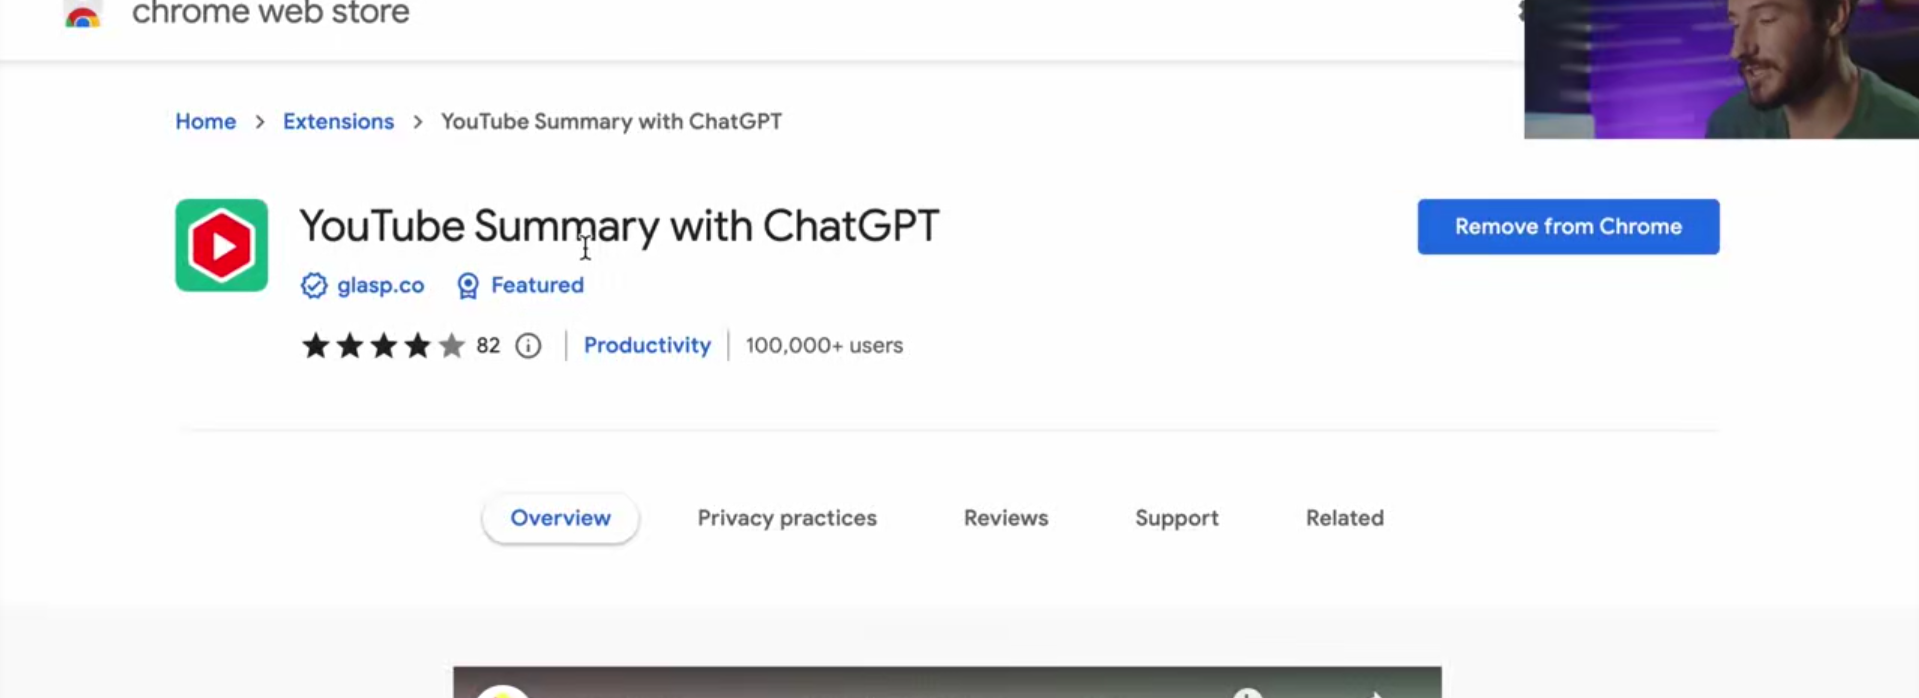 chrome web store
Home > Extensions > YouTube Summary with ChatGPT
YouTube Summary with ChatGPT
Remove from Chrome
glasp.co Featured
82 Productivity 100,000+ users
Overview Privacy practices Reviews Support Related